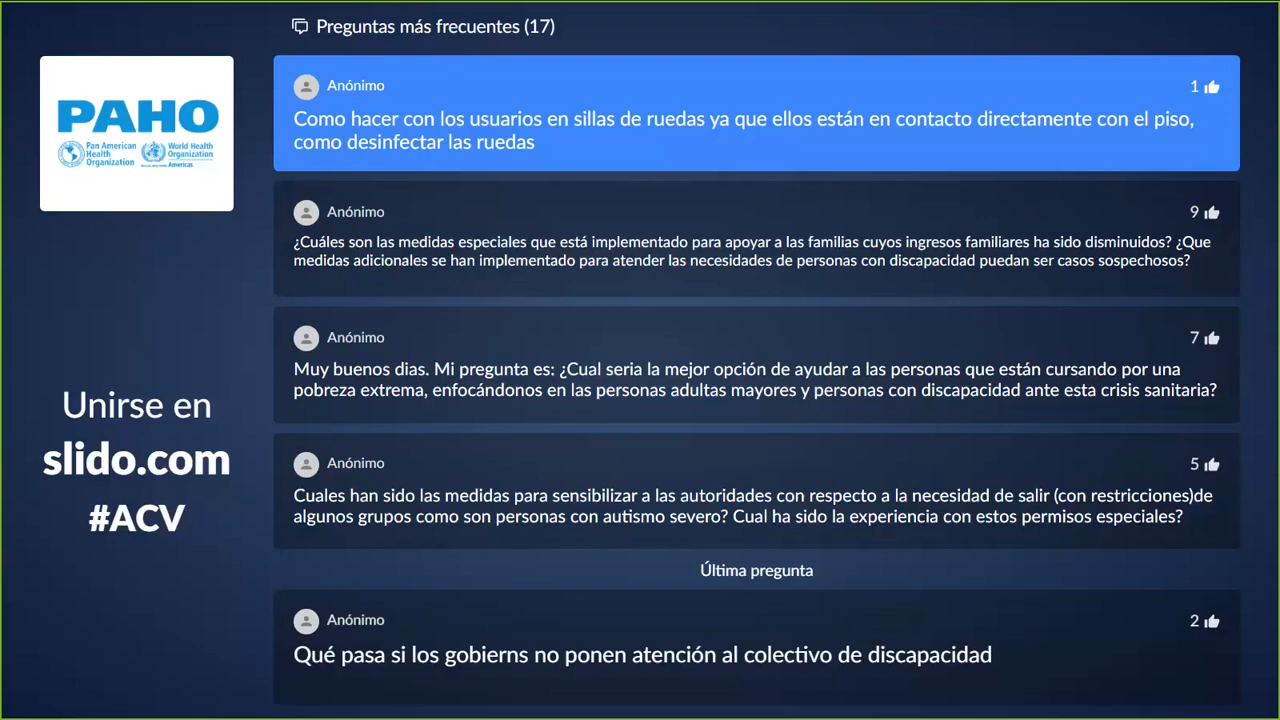 Preguntas más frecuentes (17)
PAHO
Pan American
Health
Organization
World Health
Organization
Americas
Unirse en
slido.com
#ACV
Anónimo
1
Como hacer con los usuarios en sillas de ruedas ya que ellos están en contacto directamente con el piso,
como desinfectar las ruedas
Anónimo
9
¿Cuáles son las medidas especiales que está implementado para apoyar a las familias cuyos ingresos familiares ha sido disminuidos? ¿Que
medidas adicionales se han implementado para atender las necesidades de personas con discapacidad puedan ser casos sospechosos?
Anónimo
7
Muy buenos dias. Mi pregunta es: ¿Cual seria la mejor opción de ayudar a las personas que están cursando por una
pobreza extrema, enfocándonos en las personas adultas mayores y personas con discapacidad ante esta crisis sanitaria?
Anónimo
5
Cuales han sido las medidas para sensibilizar a las autoridades con respecto a la necesidad de salir (con restricciones)de
algunos grupos como son personas con autismo severo? Cual ha sido la experiencia con estos permisos especiales?
Última pregunta
Anónimo
2
Qué pasa si los gobierns no ponen atención al colectivo de discapacidad